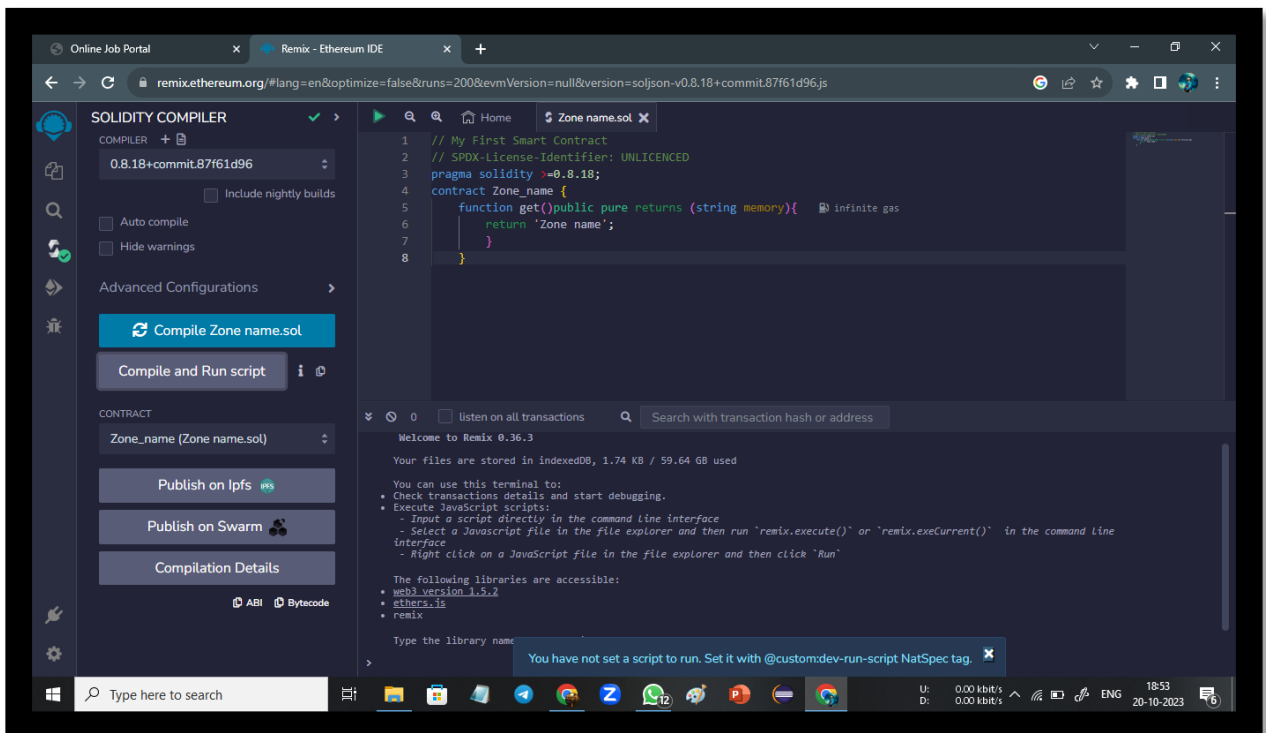 Online Job Portal
Remix - Ethereum IDE
remix.ethereum.org/#lang=en&optimize=false&runs=200&evmVersion=null&version=soljson-v0.8.18+commit.87f61d96.js
SOLIDITY COMPILER
COMPILER
0.8.18+commit.87f61d96
Include nightly builds
Auto compile
Hide warnings
Advanced Configurations
Compile Zone name.sol
Compile and Run script
i
CONTRACT
Zone_name (Zone name.sol)
Publish on Ipfs IPFS
Publish on Swarm
Compilation Details
ABI Bytecode
Home
Zone name.sol
1 // My First Smart Contract
2 // SPDX-License-Identifier: UNLICENCED
3 pragma solidity >=0.8.18;
4 contract Zone_name {
5 function get()public pure returns (string memory){ infinite gas
6 return 'Zone name';
7 }
8 }
0 listen on all transactions Search with transaction hash or address
Welcome to Remix 0.36.3
Your files are stored in indexedDB, 1.74 KB / 59.64 GB used
You can use this terminal to:
• Check transactions details and start debugging.
• Execute JavaScript scripts:
- Input a script directly in the command line interface
- Select a Javascript file in the file explorer and then run `remix.execute()` or `remix.exeCurrent()` in the command line
interface
- Right click on a JavaScript file in the file explorer and then click `Run`
The following libraries are accessible:
• web3 version 1.5.2
• ethers.js
• remix
Type the library name
>
You have not set a script to run. Set it with @custom:dev-run-script NatSpec tag.
Type here to search
12
U: 0.00 kbit/s
D: 0.00 kbit/s
ENG
18:53
20-10-2023
6